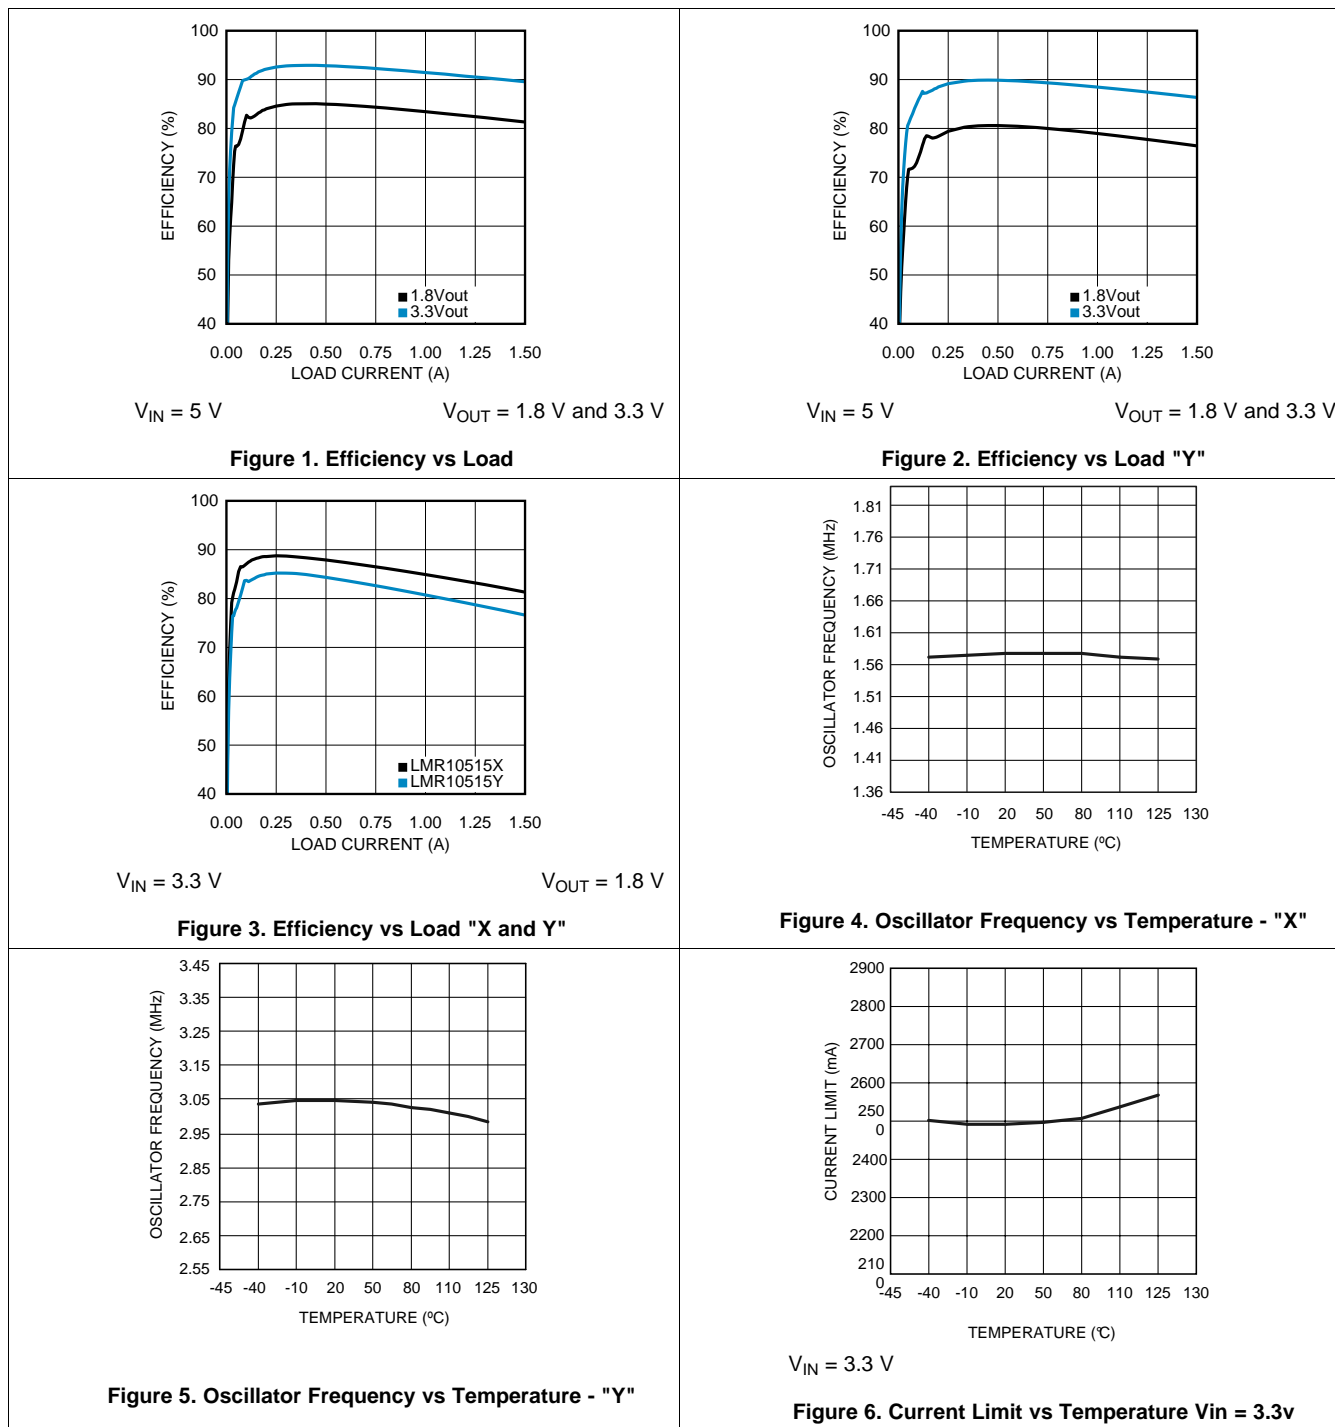 100
90
80
70
60
50
40
EFFICIENCY (%)
1.8Vout
3.3Vout
0.00 0.25 0.50 0.75 1.00 1.25 1.50
LOAD CURRENT (A)
VIN = 5 V VOUT = 1.8 V and 3.3 V
Figure 1. Efficiency vs Load
100
90
80
70
60
50
40
EFFICIENCY (%)
1.8Vout
3.3Vout
0.00 0.25 0.50 0.75 1.00 1.25 1.50
LOAD CURRENT (A)
VIN = 5 V VOUT = 1.8 V and 3.3 V
Figure 2. Efficiency vs Load "Y"
100
90
80
70
60
50
40
EFFICIENCY (%)
LMR10515X
LMR10515Y
0.00 0.25 0.50 0.75 1.00 1.25 1.50
LOAD CURRENT (A)
VIN = 3.3 V VOUT = 1.8 V
Figure 3. Efficiency vs Load "X and Y"
1.81
1.76
1.71
1.66
1.61
1.56
1.51
1.46
1.41
1.36
OSCILLATOR FREQUENCY (MHz)
-45 -40 -10 20 50 80 110 125 130
TEMPERATURE (ºC)
Figure 4. Oscillator Frequency vs Temperature - "X"
3.45
3.35
3.25
3.15
3.05
2.95
2.85
2.75
2.65
2.55
OSCILLATOR FREQUENCY (MHz)
-45 -40 -10 20 50 80 110 125 130
TEMPERATURE (ºC)
Figure 5. Oscillator Frequency vs Temperature - "Y"
2900
2800
2700
2600
250
0
2400
2300
2200
210
0
CURRENT LIMIT (mA)
-45 -40 -10 20 50 80 110 125 130
TEMPERATURE (°C)
VIN = 3.3 V
Figure 6. Current Limit vs Temperature Vin = 3.3v